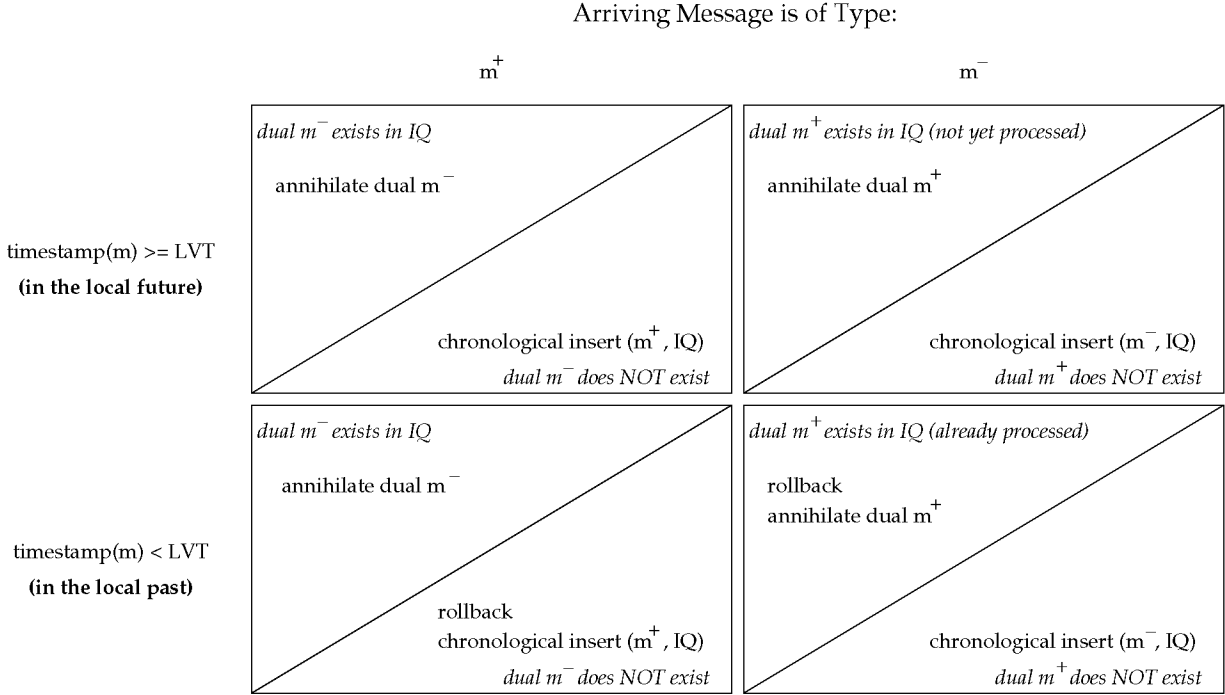 Arriving Message is of Type:
m⁺
m⁻
dual m⁻ exists in IQ
annihilate dual m⁻
chronological insert (m⁺, IQ)
dual m⁻ does NOT exist
dual m⁺ exists in IQ (not yet processed)
annihilate dual m⁺
chronological insert (m⁻, IQ)
dual m⁺ does NOT exist
timestamp(m) >= LVT
(in the local future)
dual m⁻ exists in IQ
annihilate dual m⁻
rollback
chronological insert (m⁺, IQ)
dual m⁻ does NOT exist
dual m⁺ exists in IQ (already processed)
rollback
annihilate dual m⁺
chronological insert (m⁻, IQ)
dual m⁺ does NOT exist
timestamp(m) < LVT
(in the local past)